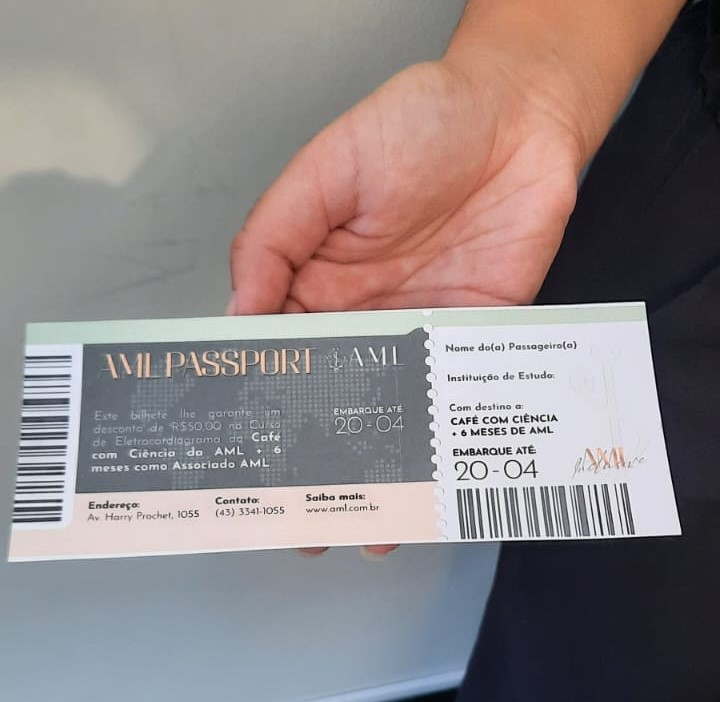 AML PASSPORT AML
Este bilhete lhe garante um
desconto de R$50,00 no Curso
de Eletrocardiograma do Café
com Ciência da AML + 6
meses como Associado AML
EMBARQUE ATÉ
20-04
Endereço:
Av. Harry Prochet, 1055
Contato:
(43) 3341-1055
Saiba mais:
www.aml.com.br
Nome do(a) Passageiro(a)
Instituição de Estudo:
Com destino a:
CAFÉ COM CIÊNCIA
+ 6 MESES DE AML
EMBARQUE ATÉ
20-04
AML